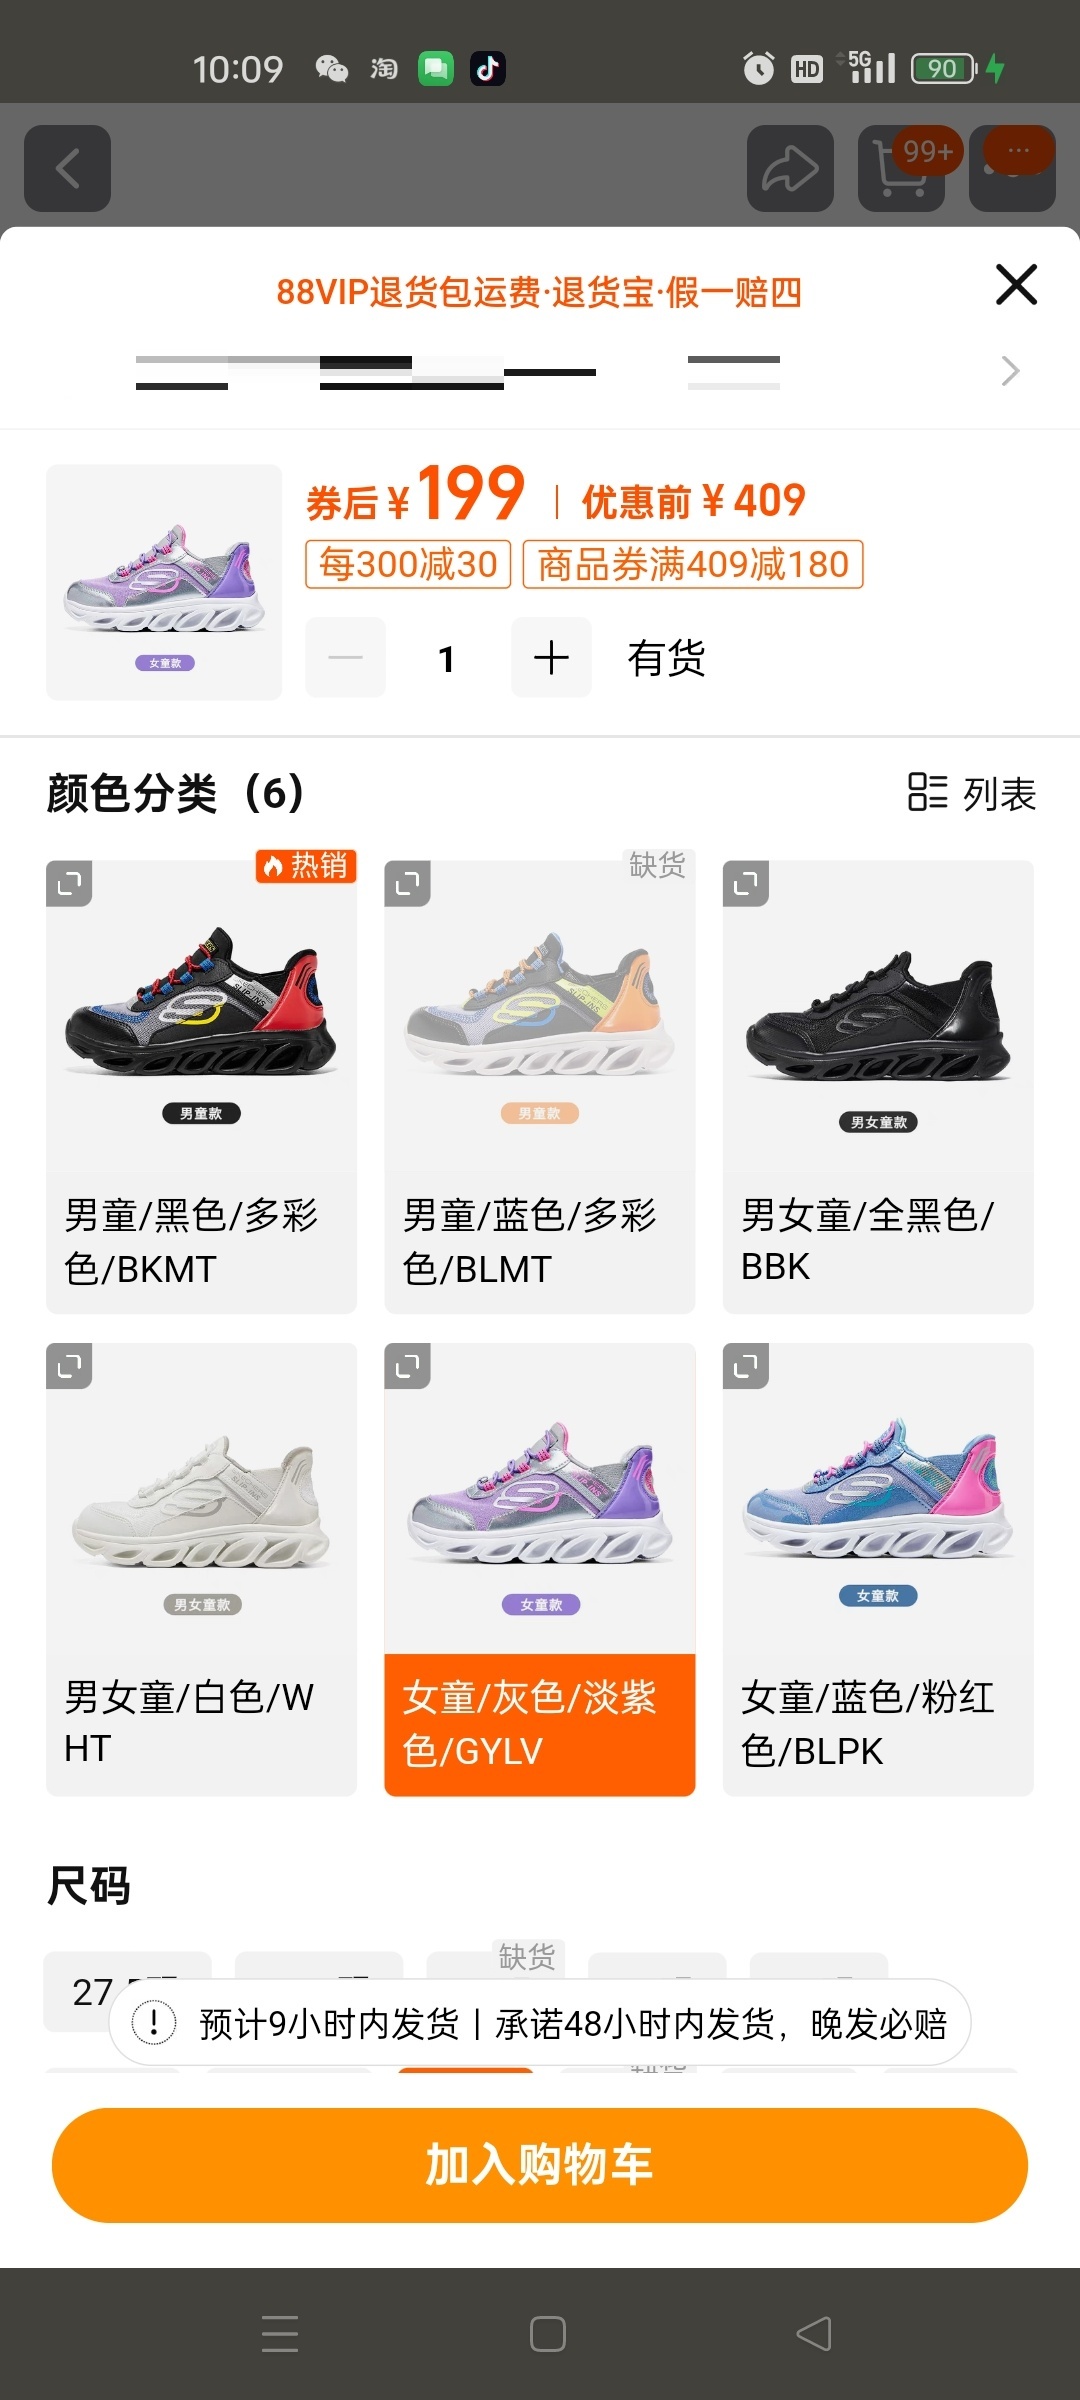 10:09 淘 HD 5G 90
99+
88VIP退货包运费·退货宝·假一赔四
券后¥199 | 优惠前¥409
每300减30 商品券满409减180
女童款
1 有货
颜色分类（6） 列表
热销 缺货
SLIP-INS
男童款 男童款 男女童款
男童/黑色/多彩色/BKMT
男童/蓝色/多彩色/BLMT
男女童/全黑色/BBK
男女童款 女童款 女童款
男女童/白色/WHT
女童/灰色/淡紫色/GYLV
女童/蓝色/粉红色/BLPK
尺码
缺货
27
预计9小时内发货 | 承诺48小时内发货，晚发必赔
缺货
加入购物车